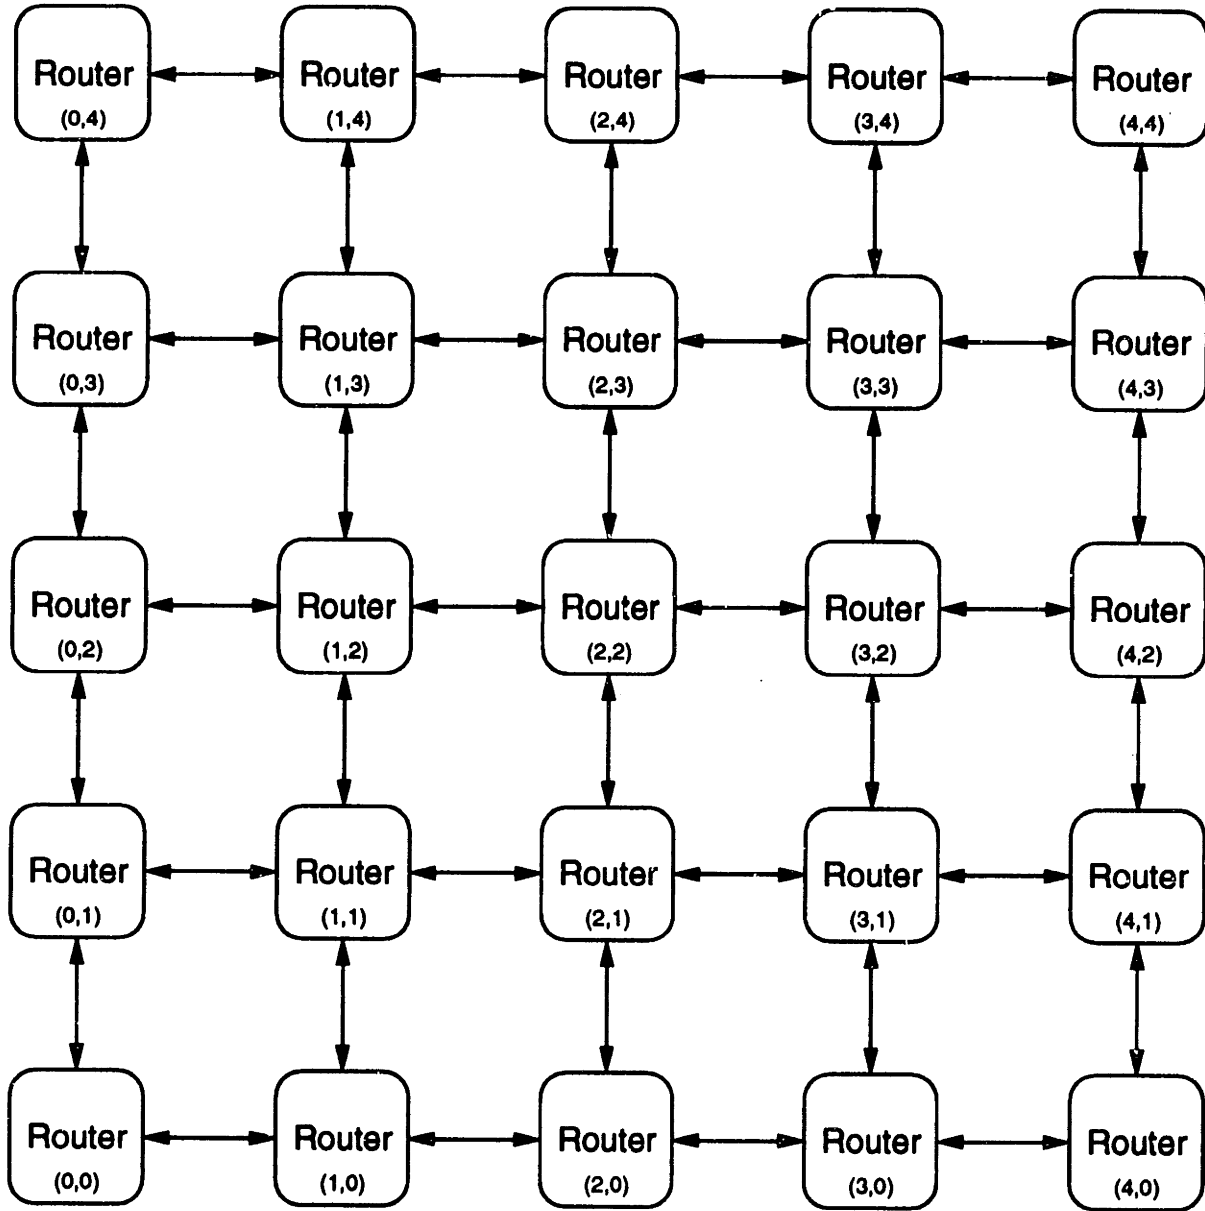 Router Router Router Router Router
(0,4) (1,4) (2,4) (3,4) (4,4)
Router Router Router Router Router
(0,3) (1,3) (2,3) (3,3) (4,3)
Router Router Router Router Router
(0,2) (1,2) (2,2) (3,2) (4,2)
Router Router Router Router Router
(0,1) (1,1) (2,1) (3,1) (4,1)
Router Router Router Router Router
(0,0) (1,0) (2,0) (3,0) (4,0)